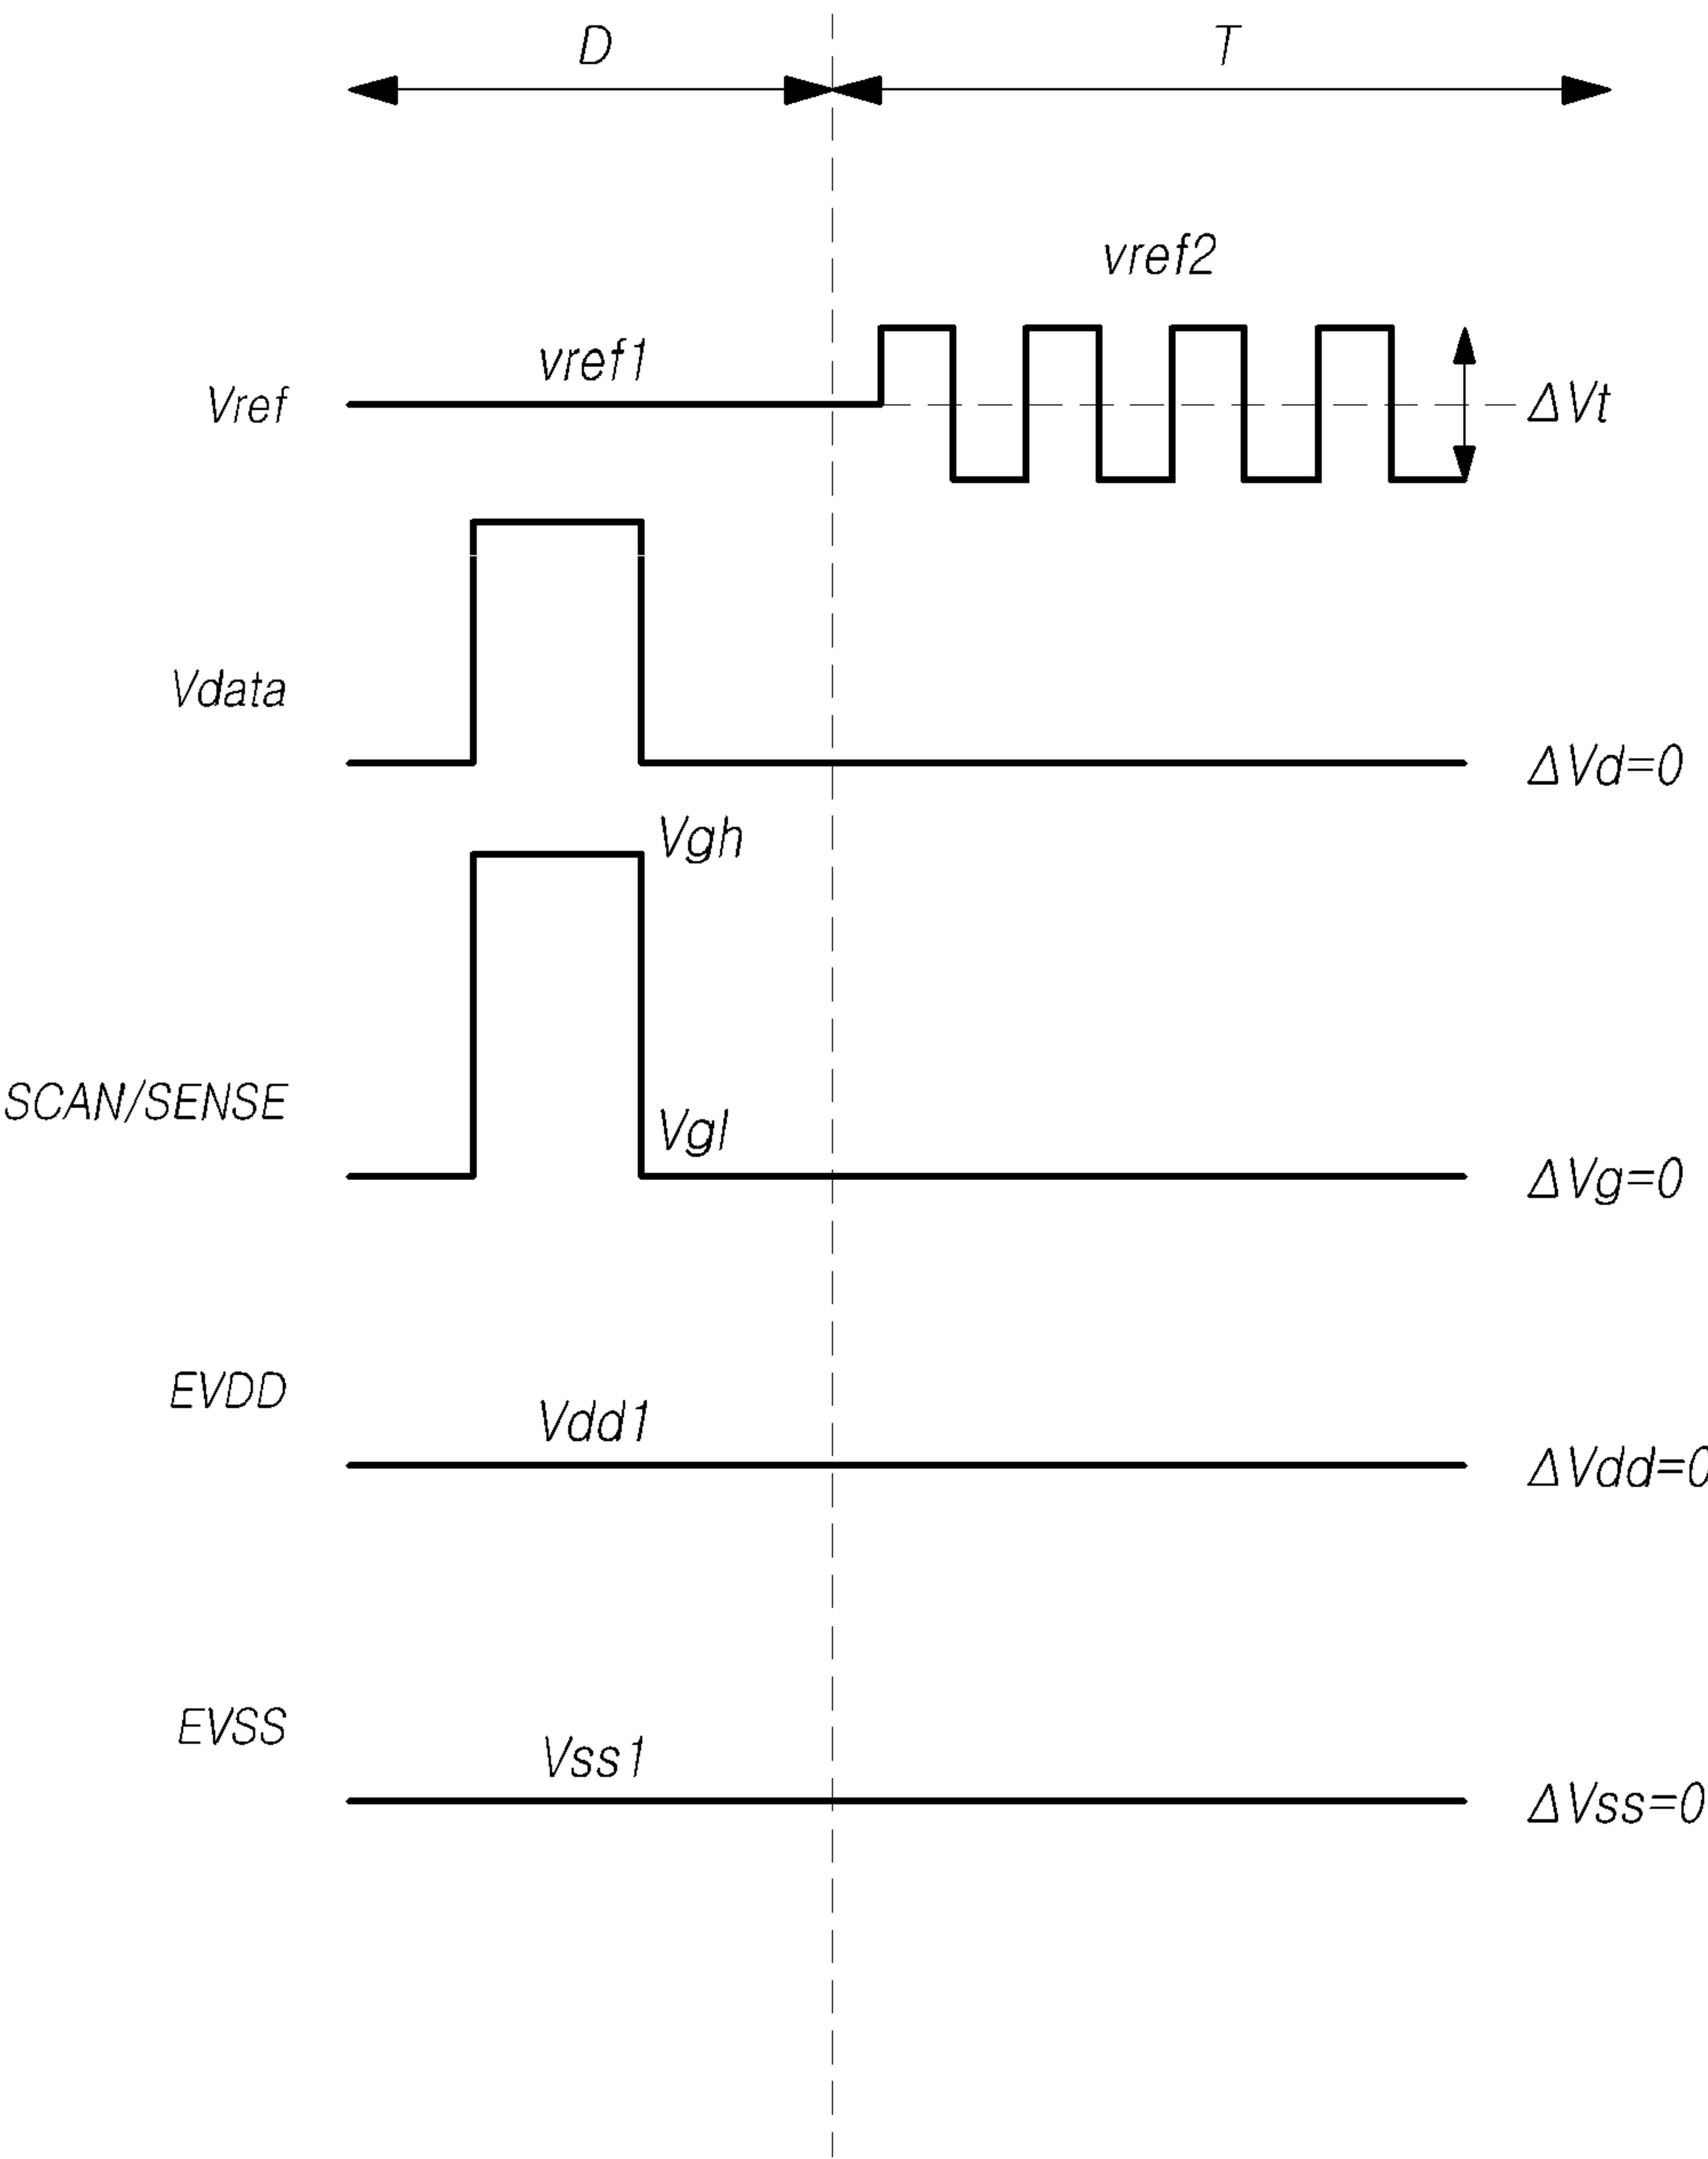 D T
vref2
vref1
Vref ΔVt
Vdata
ΔVd=0
Vgh
SCAN/SENSE
Vgl
ΔVg=0
EVDD
Vdd1
ΔVdd=0
EVSS
Vss1
ΔVss=0